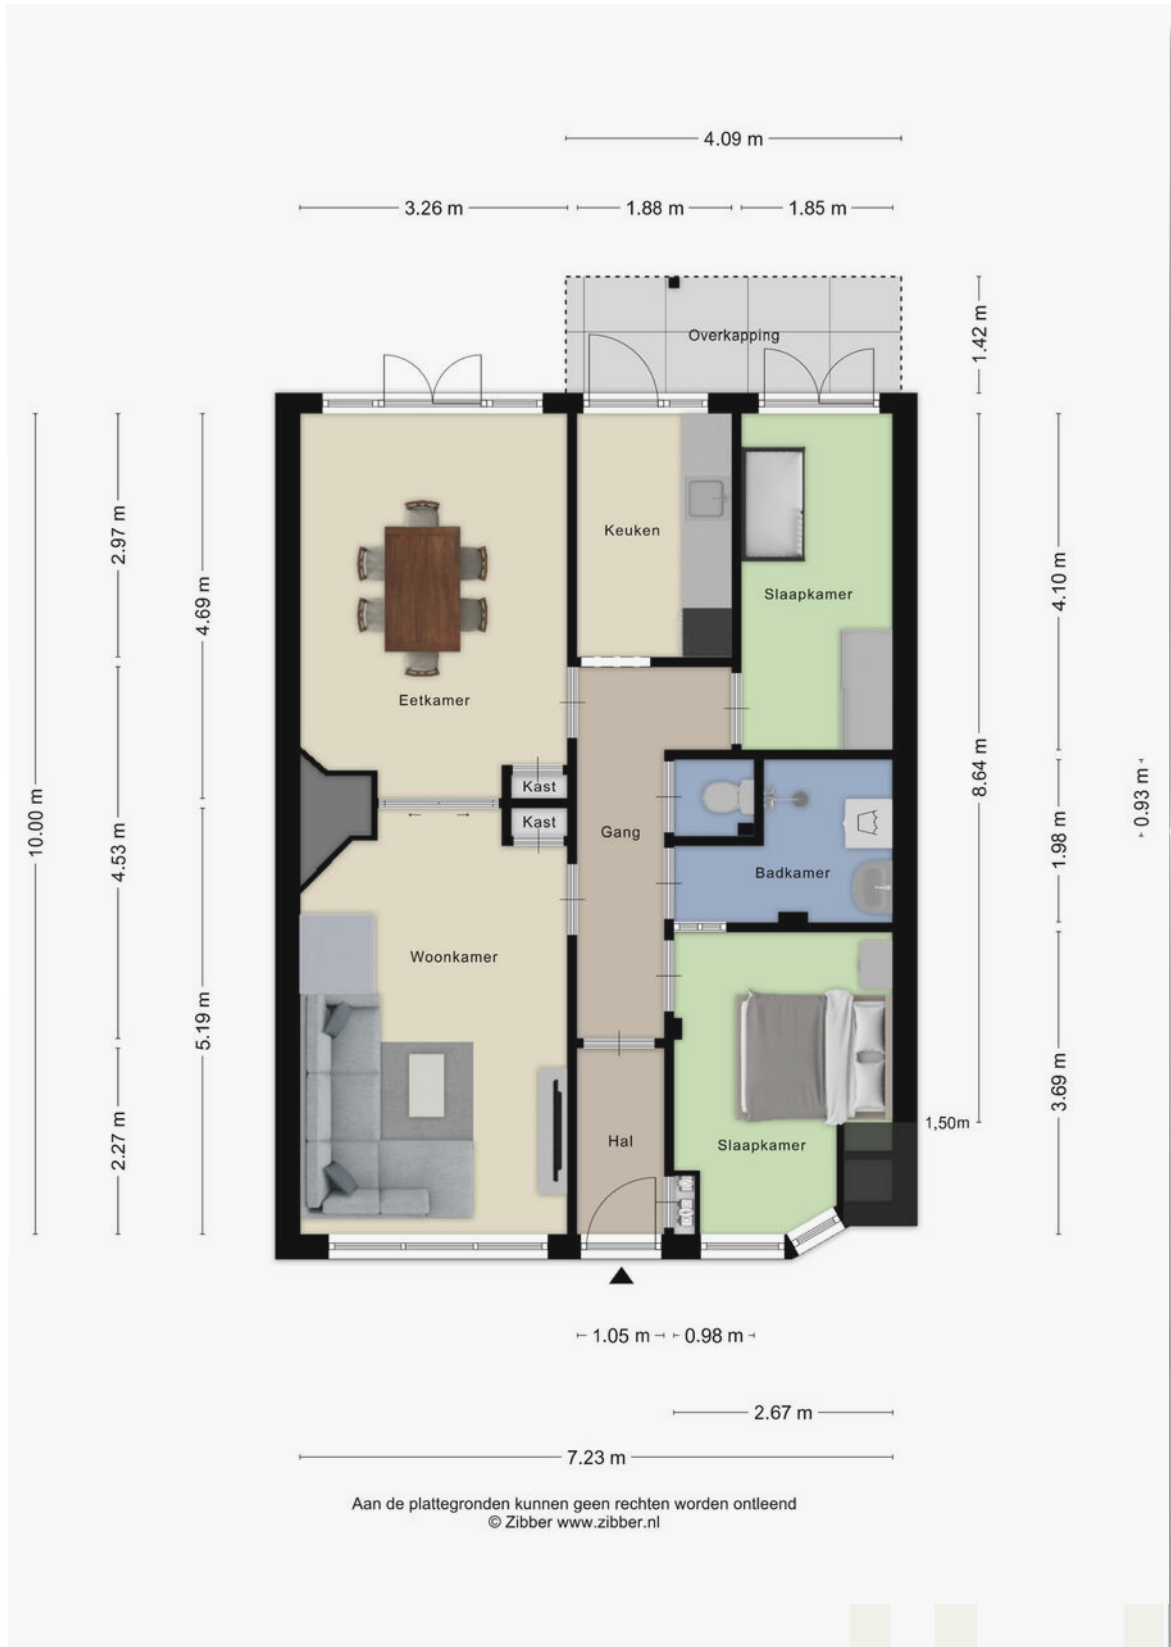 4.09 m
3.26 m
1.88 m
1.85 m
Overkapping
1.42 m
2.97 m
4.69 m
Keuken
Slaapkamer
4.10 m
Eetkamer
Kast
Kast
Gang
10.00 m
4.53 m
8.64 m
1.98 m
0.93 m
Badkamer
Woonkamer
5.19 m
3.69 m
2.27 m
Hal
Slaapkamer
1,50m
1.05 m
0.98 m
2.67 m
7.23 m
Aan de plattegronden kunnen geen rechten worden ontleend
© Zibber www.zibber.nl